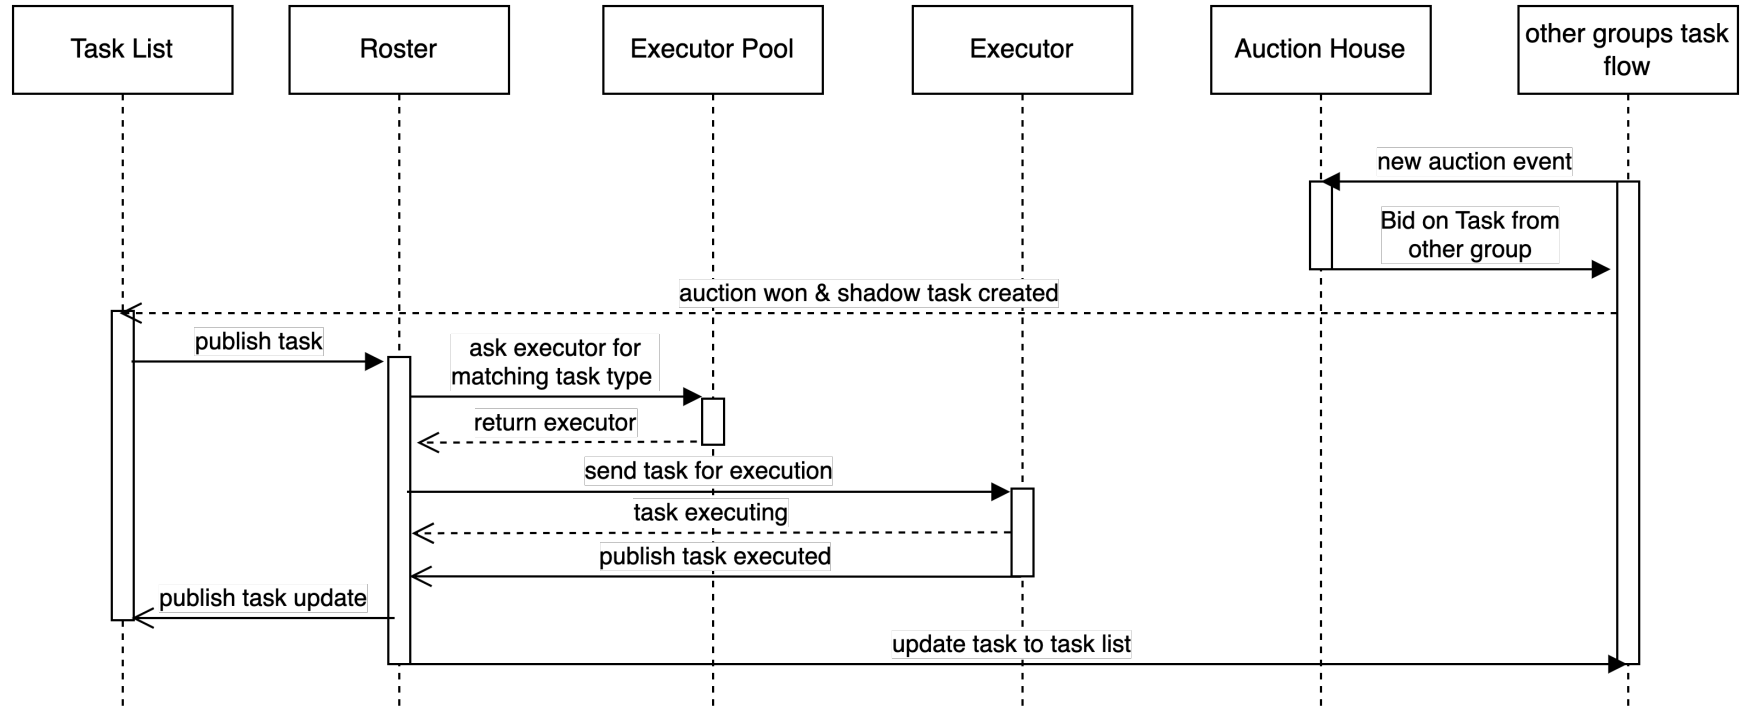 Task List
Roster
Executor Pool
Executor
Auction House
other groups task
flow
new auction event
Bid on Task from
other group
auction won & shadow task created
publish task
ask executor for
matching task type
return executor
send task for execution
task executing
publish task executed
publish task update
update task to task list